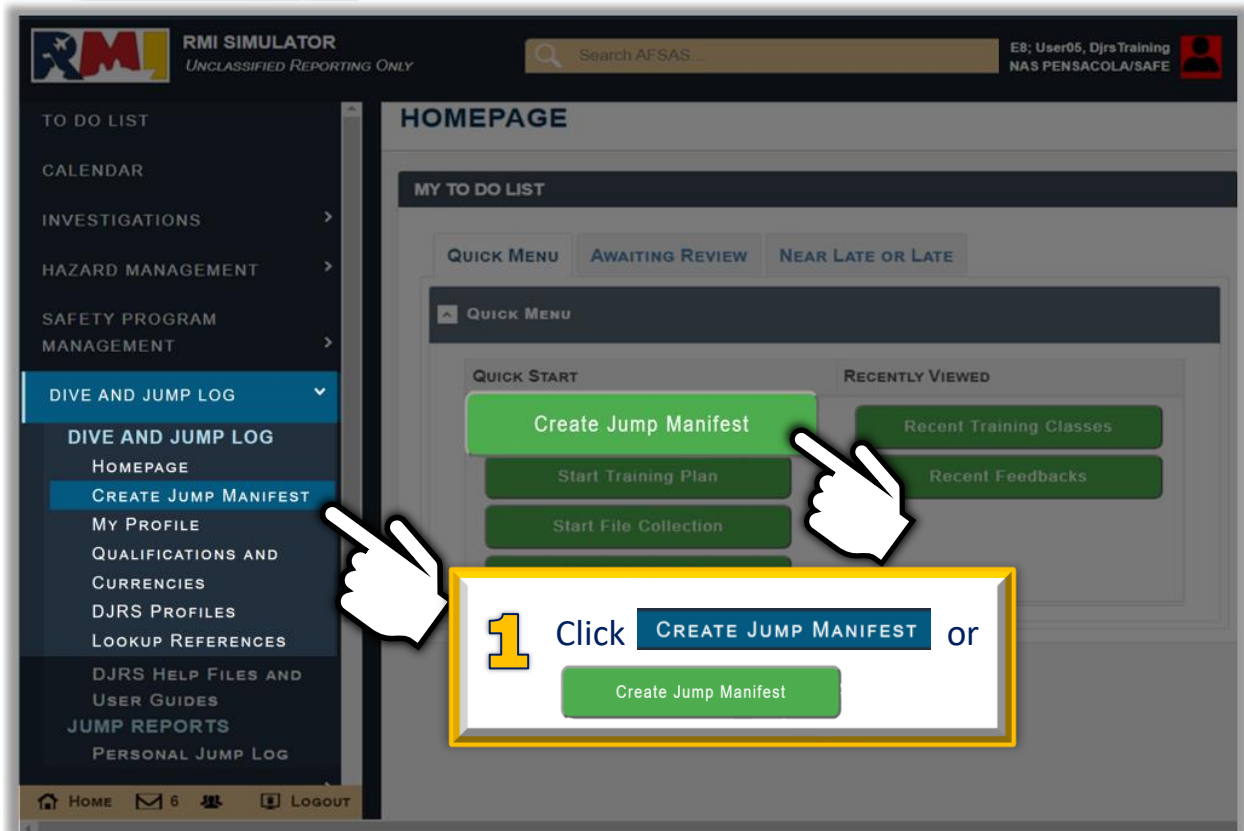 RMI
RMI SIMULATOR
UNCLASSIFIED REPORTING ONLY
Search AFSAS...
E8; User05, DjrsTraining
NAS PENSACOLA/SAFE
TO DO LIST
CALENDAR
INVESTIGATIONS
HAZARD MANAGEMENT
SAFETY PROGRAM
MANAGEMENT
DIVE AND JUMP LOG
DIVE AND JUMP LOG
HOMEPAGE
CREATE JUMP MANIFEST
MY PROFILE
QUALIFICATIONS AND
CURRENCIES
DJRS PROFILES
LOOKUP REFERENCES
DJRS HELP FILES AND
USER GUIDES
JUMP REPORTS
PERSONAL JUMP LOG
HOME 6 LOGOUT
HOMEPAGE
MY TO DO LIST
QUICK MENU AWAITING REVIEW NEAR LATE OR LATE
QUICK MENU
QUICK START RECENTLY VIEWED
Create Jump Manifest Recent Training Classes
Start Training Plan Recent Feedbacks
Start File Collection
1 Click CREATE JUMP MANIFEST or
Create Jump Manifest